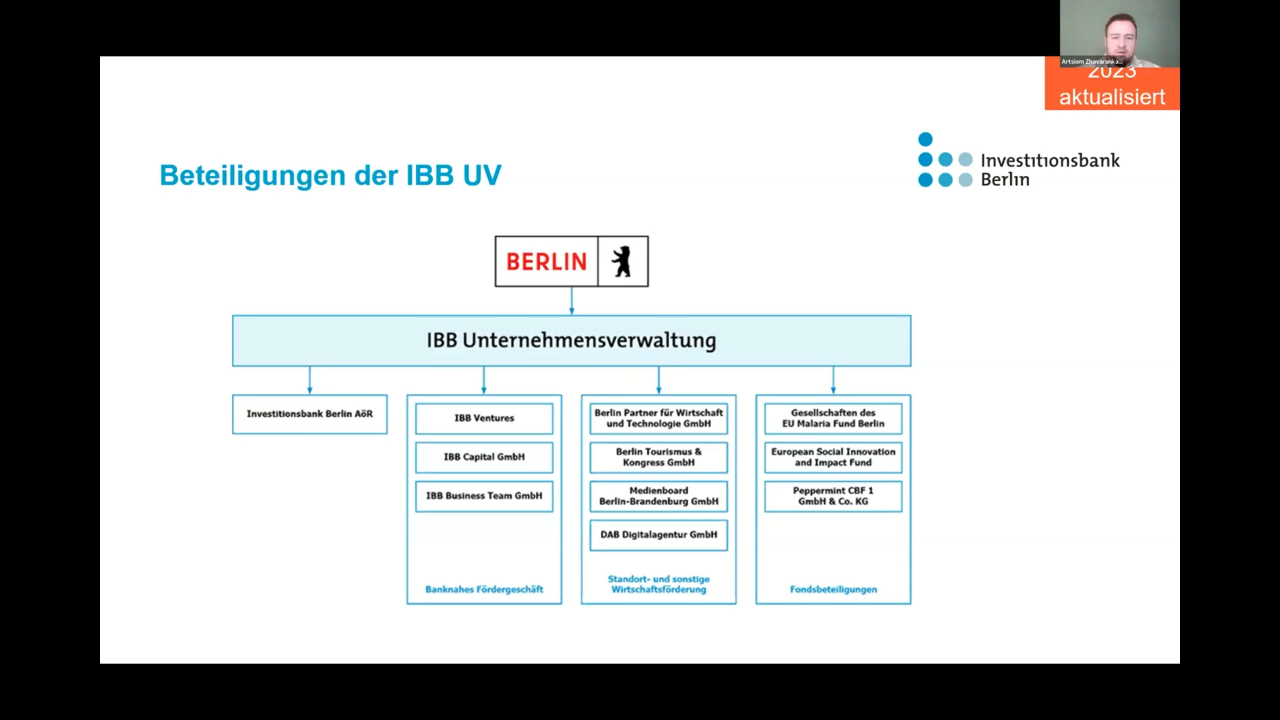 Artsiom Zhavaranka...
2023
aktualisiert
Beteiligungen der IBB UV
Investitionsbank
Berlin
BERLIN
IBB Unternehmensverwaltung
Investitionsbank Berlin AöR
IBB Ventures
IBB Capital GmbH
IBB Business Team GmbH
Banknahes Fördergeschäft
Berlin Partner für Wirtschaft
und Technologie GmbH
Berlin Tourismus &
Kongress GmbH
Medienboard
Berlin-Brandenburg GmbH
DAB Digitalagentur GmbH
Standort- und sonstige
Wirtschaftsförderung
Gesellschaften des
EU Malaria Fund Berlin
European Social Innovation
and Impact Fund
Peppermint CBF 1
GmbH & Co. KG
Fondsbeteiligungen